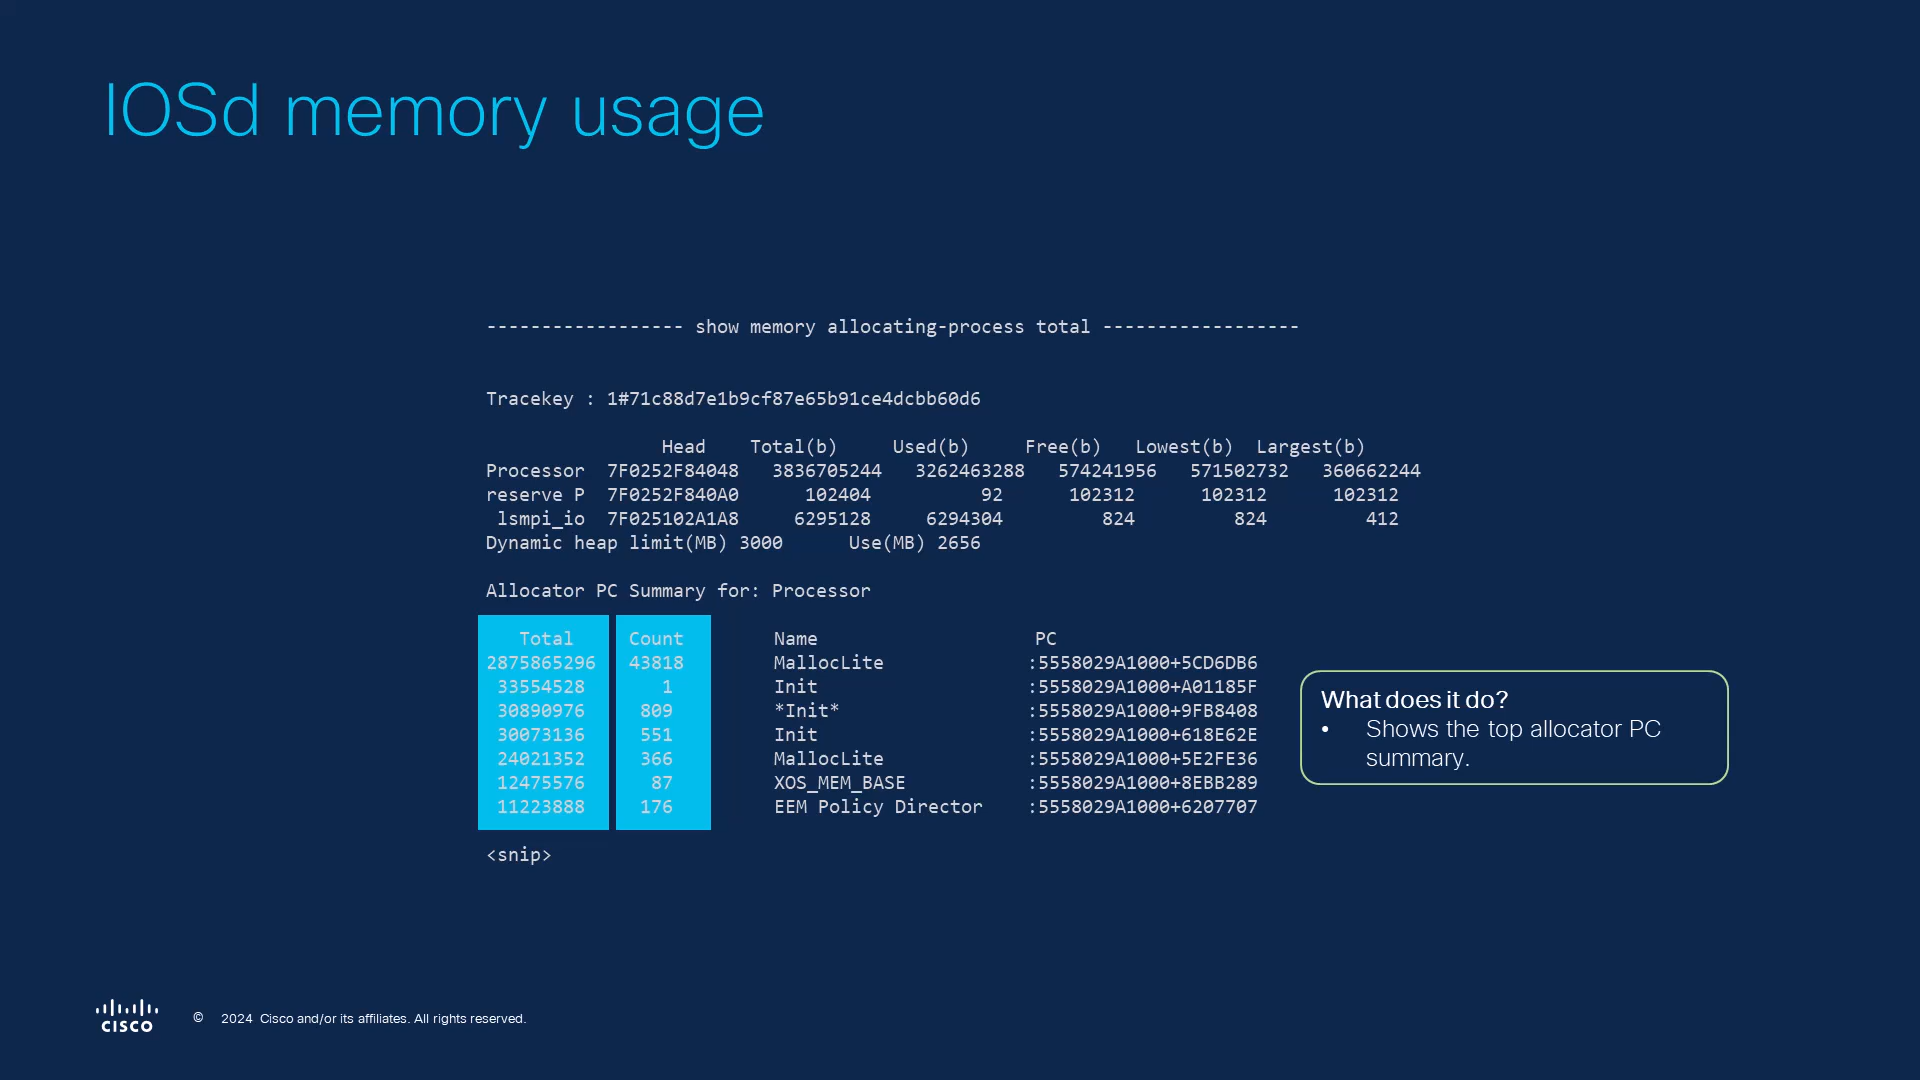 IOSd memory usage
------------------ show memory allocating-process total ------------------
Tracekey : 1#71c88d7e1b9cf87e65b91ce4dcbb60d6
Head Total(b) Used(b) Free(b) Lowest(b) Largest(b)
Processor 7F0252F84048 3836705244 3262463288 574241956 571502732 360662244
reserve P 7F0252F840A0 102404 92 102312 102312 102312
lsmpi_io 7F025102A1A8 6295128 6294304 824 824 412
Dynamic heap limit(MB) 3000 Use(MB) 2656
Allocator PC Summary for: Processor
Total Count Name PC
2875865296 43818 MallocLite :5558029A1000+5CD6DB6
33554528 1 Init :5558029A1000+A01185F
30890976 809 *Init* :5558029A1000+9FB8408
30073136 551 Init :5558029A1000+618E62E
24021352 366 MallocLite :5558029A1000+5E2FE36
12475576 87 XOS_MEM_BASE :5558029A1000+8EBB289
11223888 176 EEM Policy Director :5558029A1000+6207707
<snip>
What does it do?
• Shows the top allocator PC
summary.
CISCO
© 2024 Cisco and/or its affiliates. All rights reserved.